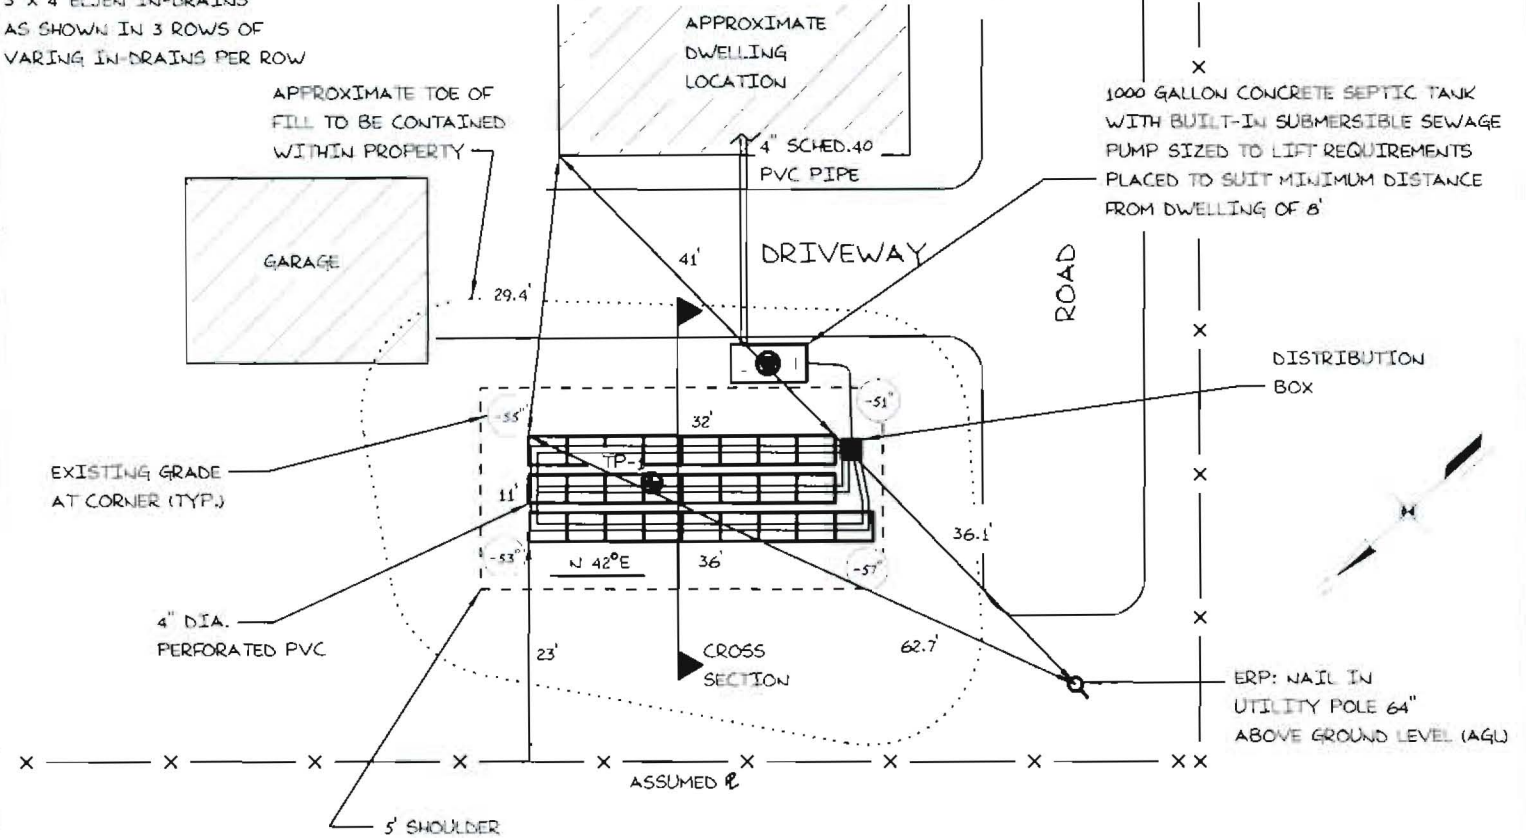 3' X 4' ELJEN IN-DRAINS
AS SHOWN IN 3 ROWS OF
VARING IN-DRAINS PER ROW
APPROXIMATE
DWELLING
LOCATION
APPROXIMATE TOE OF
FILL TO BE CONTAINED
WITHIN PROPERTY
4" SCHED.40
PVC PIPE
1000 GALLON CONCRETE SEPTIC TANK
WITH BUILT-IN SUBMERSIBLE SEWAGE
PUMP SIZED TO LIFT REQUIREMENTS
PLACED TO SUIT MINIMUM DISTANCE
FROM DWELLING OF 8'
GARAGE
41'
DRIVEWAY
ROAD
29.4'
DISTRIBUTION
BOX
-55"
32'
-51"
TP-1
EXISTING GRADE
AT CORNER (TYP.)
11'
36.1'
-53"
N 42°E
36'
-57"
4" DIA.
PERFORATED PVC
23'
CROSS
SECTION
62.7'
ERP: NAIL IN
UTILITY POLE 64"
ABOVE GROUND LEVEL (AGL)
ASSUMED ⅊
5' SHOULDER